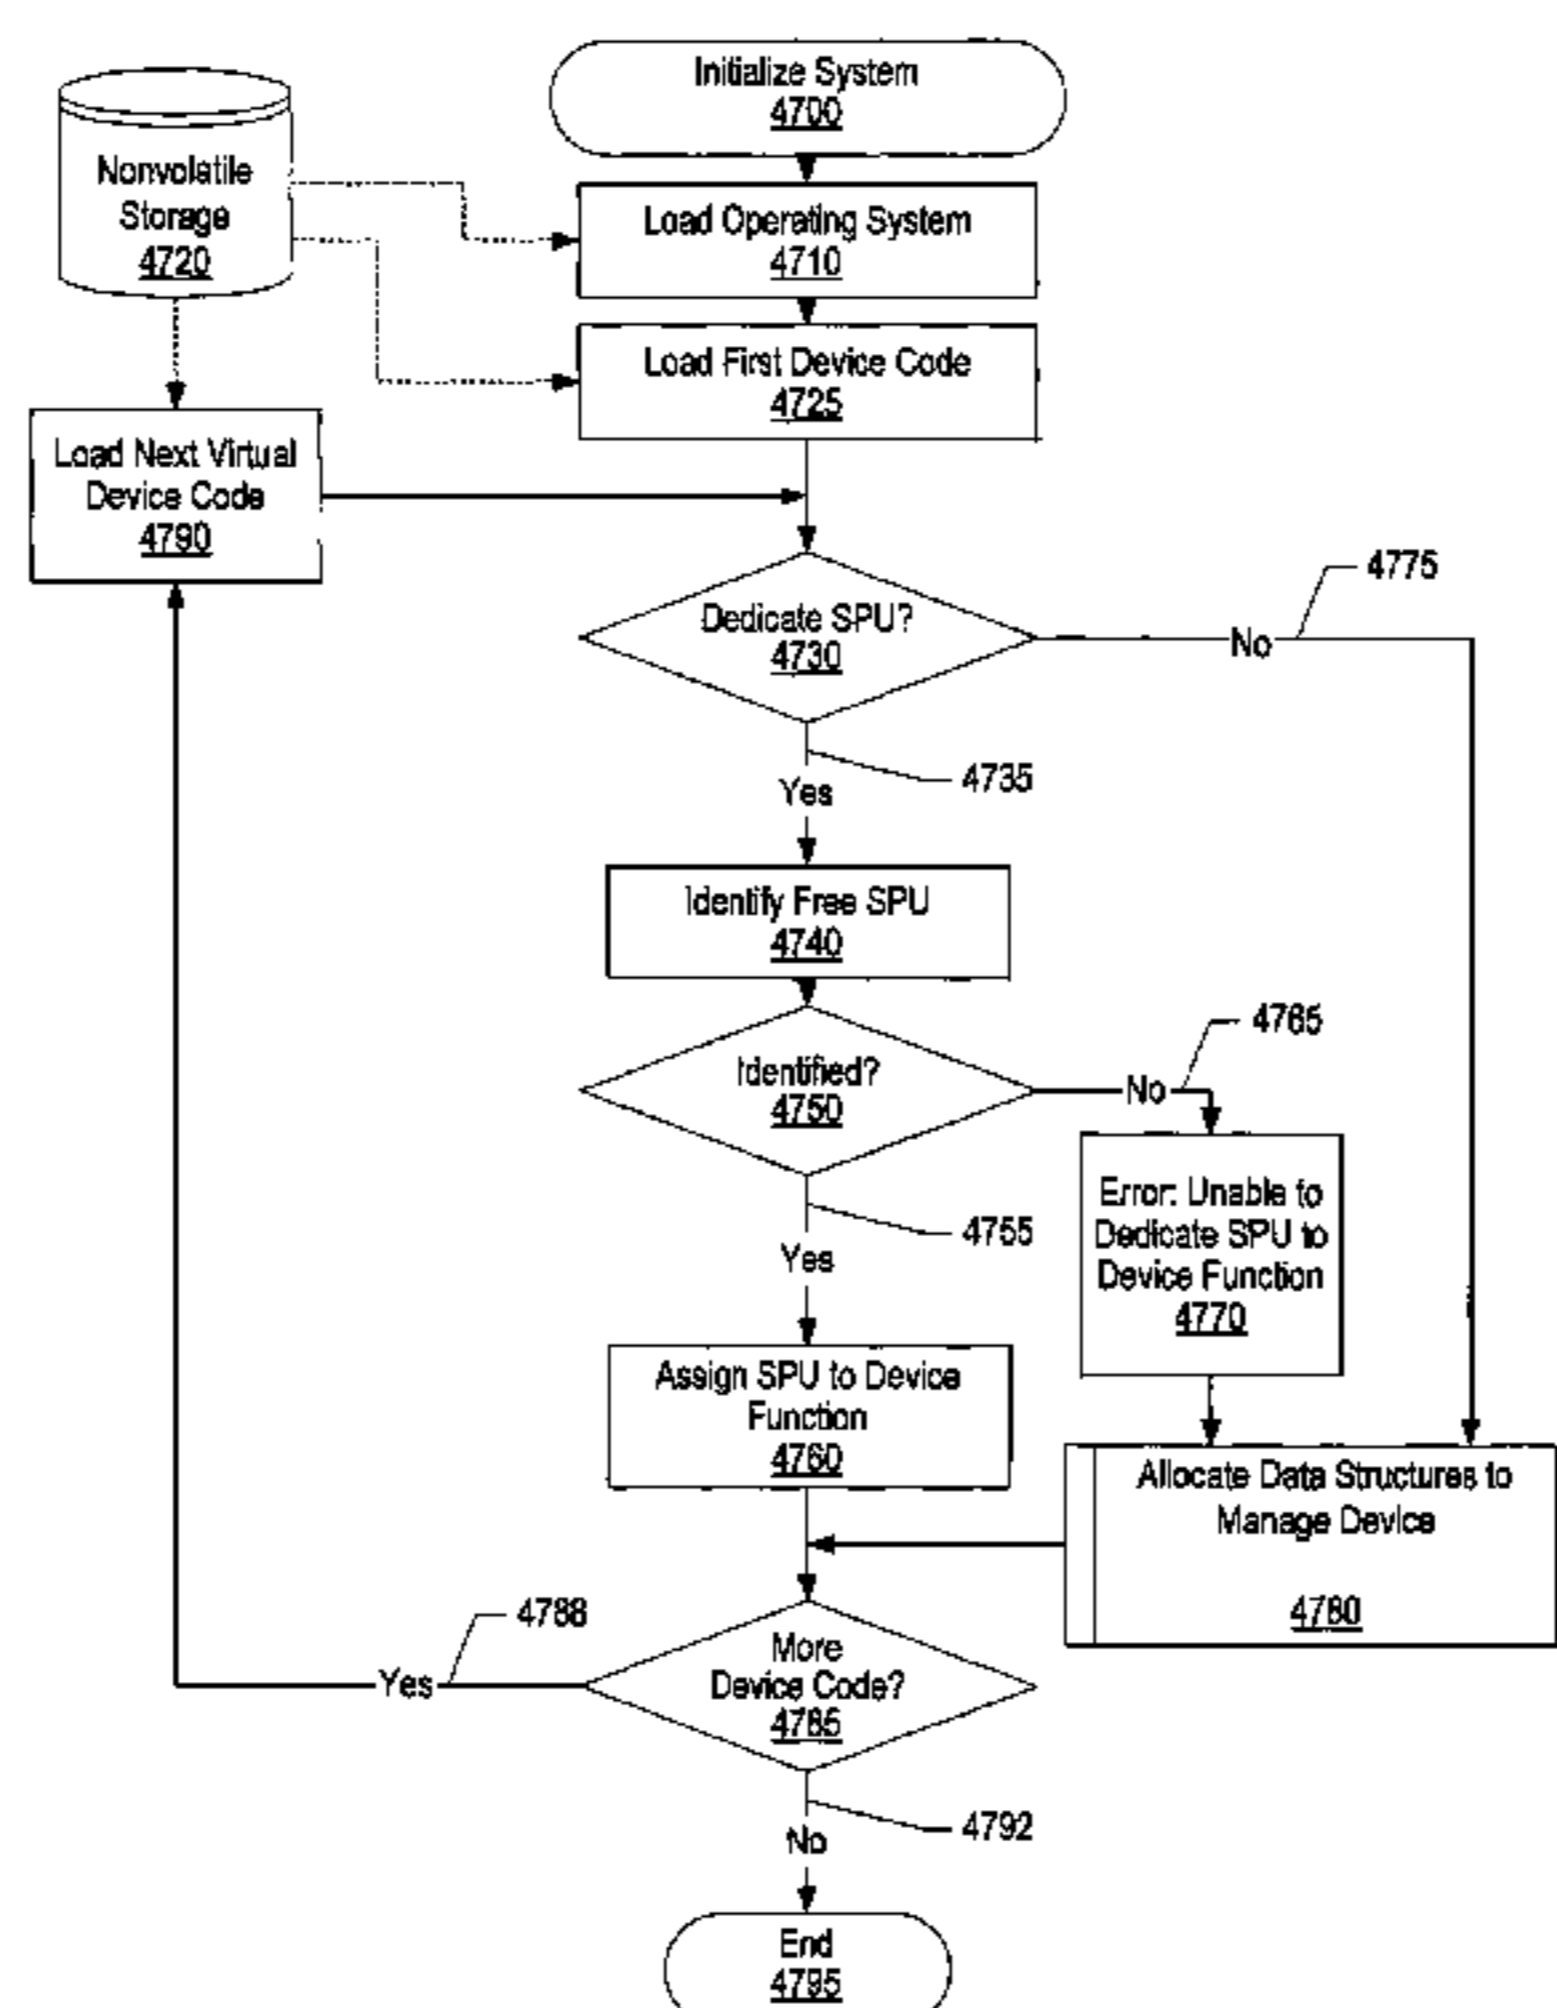 Initialize System
4700
Nonvolatile
Storage
4720
Load Operating System
4710
Load First Device Code
4725
Load Next Virtual
Device Code
4790
4775
Dedicate SPU?
4730
No
4735
Yes
Identify Free SPU
4740
4765
Identified?
4750
No
Error: Unable to
Dedicate SPU to
Device Function
4770
4755
Yes
Assign SPU to Device
Function
4760
Allocate Data Structures to
Manage Device
4780
4788
More
Device Code?
4785
Yes
4792
No
End
4795